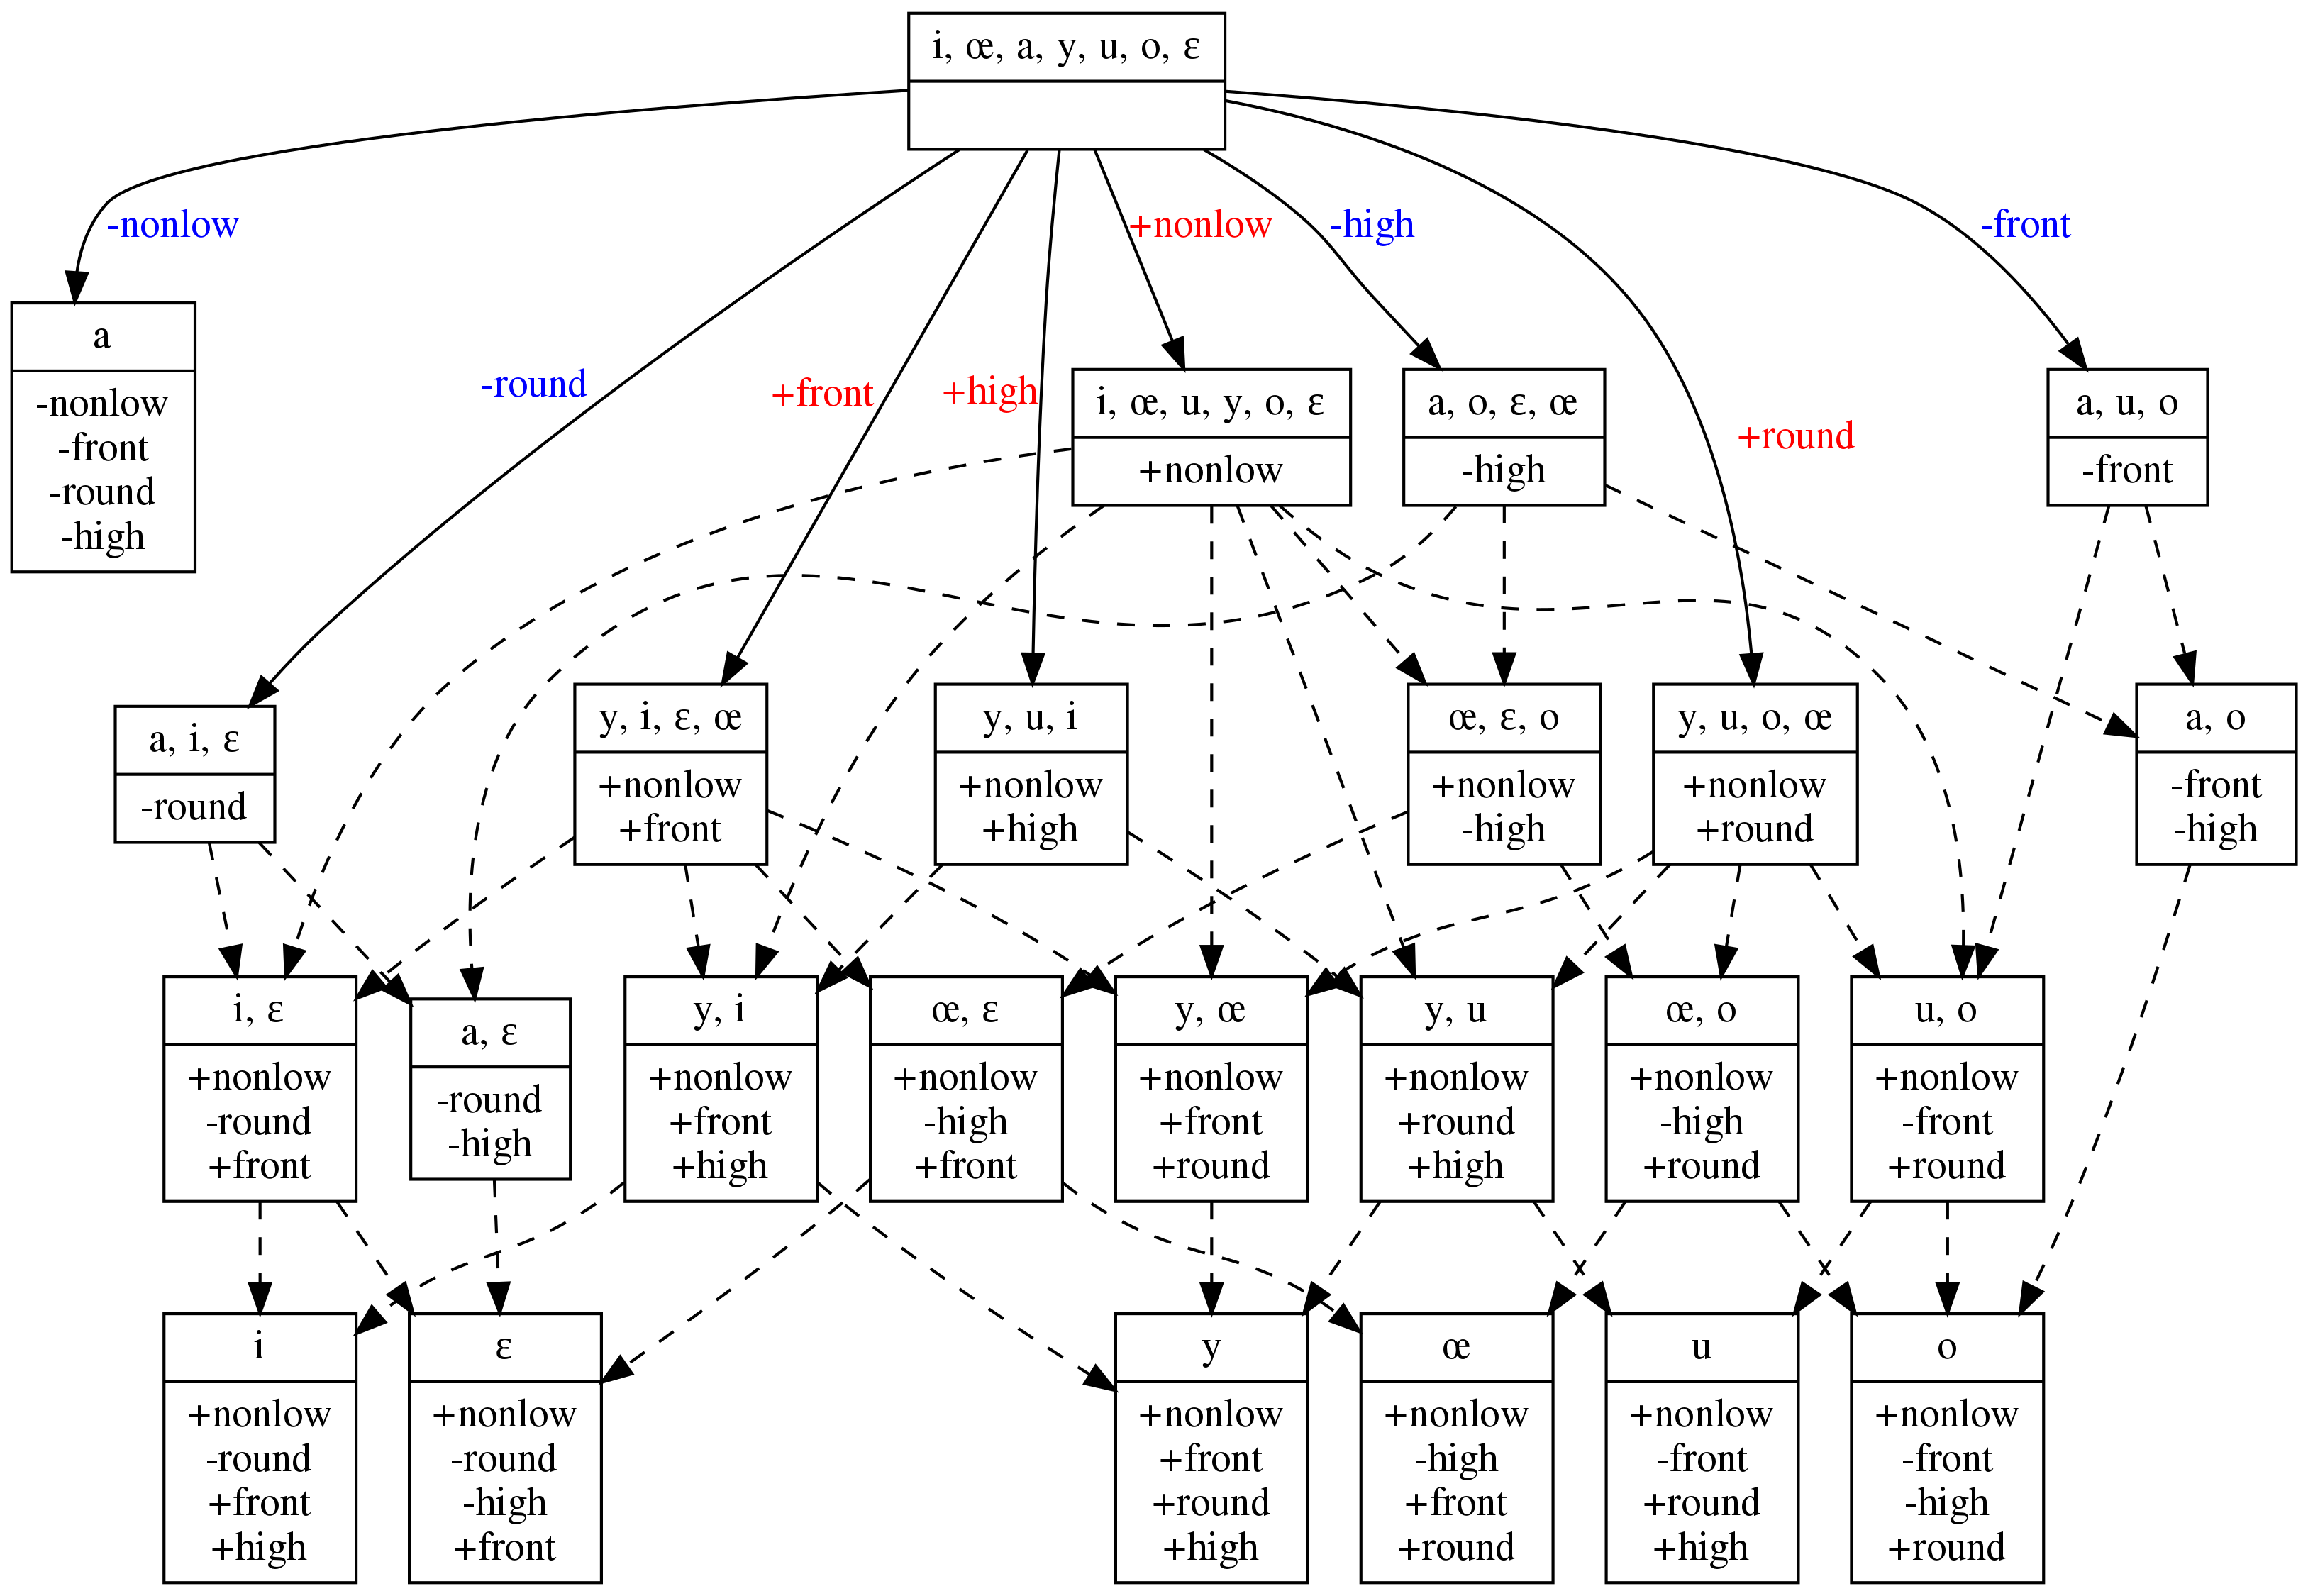 i, œ, a, y, u, o, ɛ
-nonlow
+nonlow
-high
-front
-round
+front
+high
+round
a
-nonlow
-front
-round
-high
i, œ, u, y, o, ɛ
+nonlow
a, o, ɛ, œ
-high
a, u, o
-front
a, i, ɛ
-round
y, i, ɛ, œ
+nonlow
+front
y, u, i
+nonlow
+high
œ, ɛ, o
+nonlow
-high
y, u, o, œ
+nonlow
+round
a, o
-front
-high
i, ɛ
+nonlow
-round
+front
a, ɛ
-round
-high
y, i
+nonlow
+front
+high
œ, ɛ
+nonlow
-high
+front
y, œ
+nonlow
+front
+round
y, u
+nonlow
+round
+high
œ, o
+nonlow
-high
+round
u, o
+nonlow
-front
+round
i
+nonlow
-round
+front
+high
ɛ
+nonlow
-round
-high
+front
y
+nonlow
+front
+round
+high
œ
+nonlow
-high
+front
+round
u
+nonlow
-front
+round
+high
o
+nonlow
-front
-high
+round